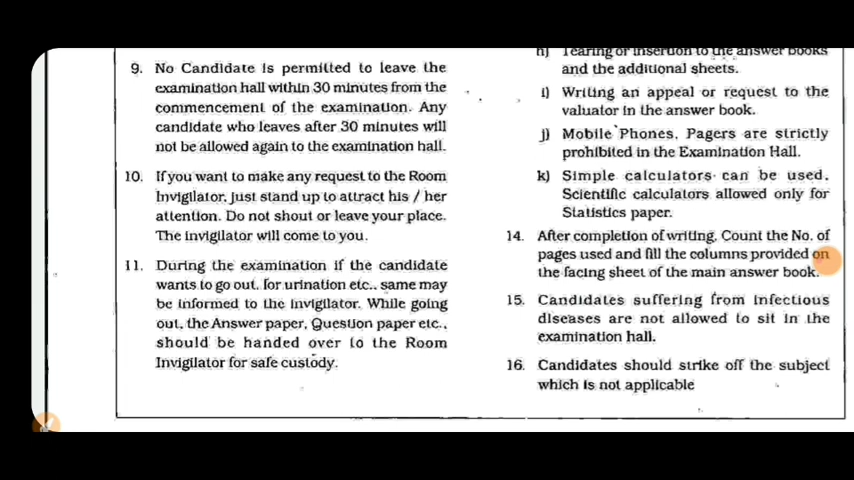 9. No Candidate is permitted to leave the
examination hall within 30 minutes from the
commencement of the examination. Any
candidate who leaves after 30 minutes will
not be allowed again to the examination hall.
10. If you want to make any request to the Room
Invigilator, just stand up to attract his / her
attention. Do not shout or leave your place.
The invigilator will come to you.
11. During the examination if the candidate
wants to go out, for urination etc., same may
be informed to the invigilator. While going
out, the Answer paper, Question paper etc.,
should be handed over to the Room
Invigilator for safe custody.
h) Tearing or insertion to the answer books
and the additional sheets.
i) Writing an appeal or request to the
valuator in the answer book.
j) Mobile Phones, Pagers are strictly
prohibited in the Examination Hall.
k) Simple calculators can be used,
Scientific calculators allowed only for
Statistics paper.
14. After completion of writing, Count the No. of
pages used and fill the columns provided on
the facing sheet of the main answer book.
15. Candidates suffering from infectious
diseases are not allowed to sit in the
examination hall.
16. Candidates should strike off the subject
which is not applicable